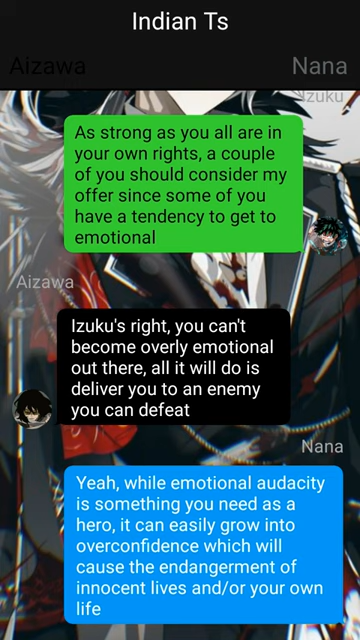 Indian Ts
Aizawa
Nana
Izuku
As strong as you all are in
your own rights, a couple
of you should consider my
offer since some of you
have a tendency to get to
emotional
Aizawa
Izuku's right, you can't
become overly emotional
out there, all it will do is
deliver you to an enemy
you can defeat
Nana
Yeah, while emotional audacity
is something you need as a
hero, it can easily grow into
overconfidence which will
cause the endangerment of
innocent lives and/or your own
life